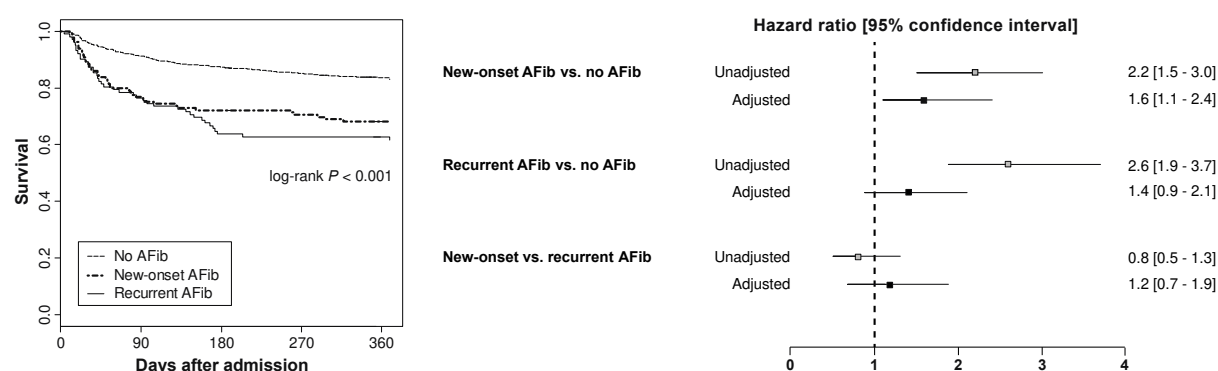 Survival
1.0
0.8
0.6
0.4
0.2
0.0
log-rank P < 0.001
No AFib
New-onset AFib
Recurrent AFib
0 90 180 270 360
Days after admission
Hazard ratio [95% confidence interval]
New-onset AFib vs. no AFib Unadjusted 2.2 [1.5 - 3.0]
Adjusted 1.6 [1.1 - 2.4]
Recurrent AFib vs. no AFib Unadjusted 2.6 [1.9 - 3.7]
Adjusted 1.4 [0.9 - 2.1]
New-onset vs. recurrent AFib Unadjusted 0.8 [0.5 - 1.3]
Adjusted 1.2 [0.7 - 1.9]
0 1 2 3 4